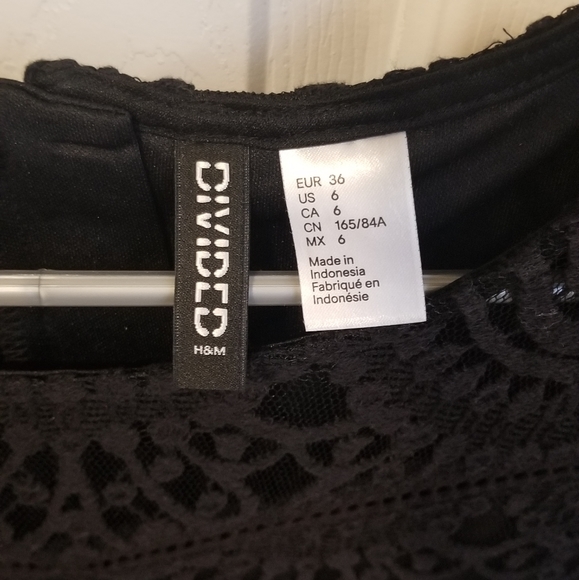 DIVIDED
H&M
EUR 36
US 6
CA 6
CN 165/84A
MX 6
Made in
Indonesia
Fabriqué en
Indonésie